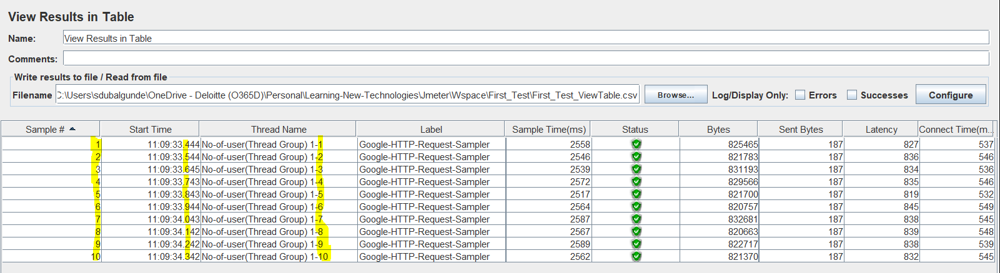 View Results in Table
Name: View Results in Table
Comments:
Write results to file / Read from file
Filename C:\Users\sdubalgunde\OneDrive - Deloitte (O365D)\Personal\Learning-New-Technologies\Jmeter\Wspace\First_Test\First_Test_ViewTable.csv Browse... Log/Display Only: Errors Successes Configure
Sample # Start Time Thread Name Label Sample Time(ms) Status Bytes Sent Bytes Latency Connect Time(m...
1 11:09:33.444 No-of-user(Thread Group) 1-1 Google-HTTP-Request-Sampler 2558 825465 187 827 537
2 11:09:33.544 No-of-user(Thread Group) 1-2 Google-HTTP-Request-Sampler 2546 821783 187 836 546
3 11:09:33.645 No-of-user(Thread Group) 1-3 Google-HTTP-Request-Sampler 2539 831193 187 834 536
4 11:09:33.743 No-of-user(Thread Group) 1-4 Google-HTTP-Request-Sampler 2572 829566 187 835 546
5 11:09:33.843 No-of-user(Thread Group) 1-5 Google-HTTP-Request-Sampler 2517 821700 187 819 532
6 11:09:33.944 No-of-user(Thread Group) 1-6 Google-HTTP-Request-Sampler 2564 820757 187 845 549
7 11:09:34.043 No-of-user(Thread Group) 1-7 Google-HTTP-Request-Sampler 2587 832681 187 838 545
8 11:09:34.142 No-of-user(Thread Group) 1-8 Google-HTTP-Request-Sampler 2567 820663 187 839 548
9 11:09:34.242 No-of-user(Thread Group) 1-9 Google-HTTP-Request-Sampler 2589 822717 187 838 539
10 11:09:34.342 No-of-user(Thread Group) 1-10 Google-HTTP-Request-Sampler 2562 821370 187 832 545